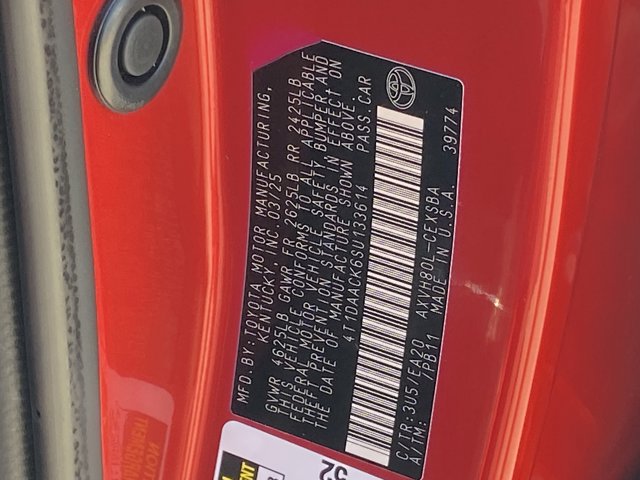 MFD.BY:TOYOTA MOTOR MANUFACTURING,
KENTUCKY, INC. 03/25
GVWR 4625LB GAWR FR 2625LB RR 2425LB
THIS VEHICLE CONFORMS TO ALL APPLICABLE
FEDERAL MOTOR VEHICLE SAFETY, BUMPER, AND
THEFT PREVENTION STANDARDS IN EFFECT ON
THE DATE OF MANUFACTURE SHOWN ABOVE.
4T1DAACK6SU133614 PASS.CAR
C/TR:3U5/EA20 AXVH80L-CEXSBA
A/TM: /PB11 MADE IN U.S.A. 39774
52